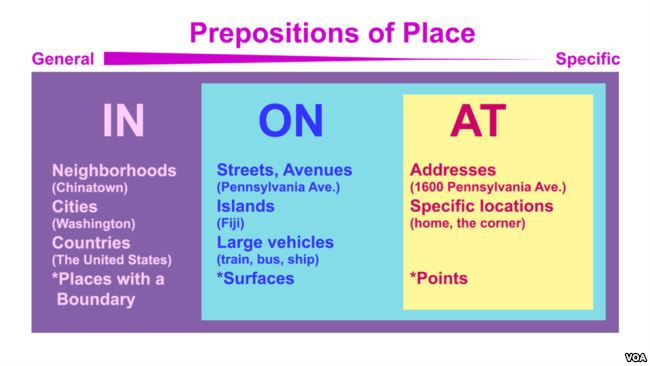 Prepositions of Place
General
Specific
IN
Neighborhoods
(Chinatown)
Cities
(Washington)
Countries
(The United States)
*Places with a
Boundary
ON
Streets, Avenues
(Pennsylvania Ave.)
Islands
(Fiji)
Large vehicles
(train, bus, ship)
*Surfaces
AT
Addresses
(1600 Pennsylvania Ave.)
Specific locations
(home, the corner)
*Points
VOA